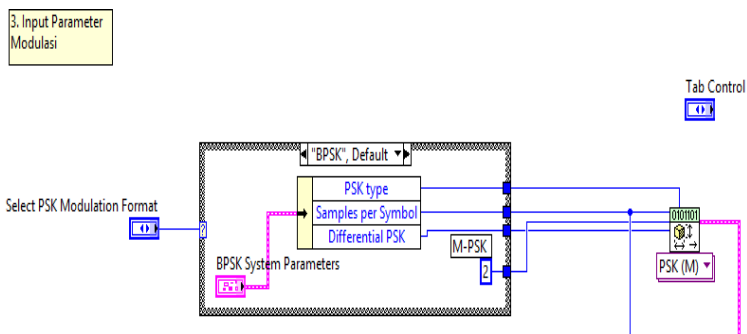 3. Input Parameter
Modulasi
Tab Control
"BPSK", Default
PSK type
Samples per Symbol
Differential PSK
Select PSK Modulation Format
?
M-PSK
2
BPSK System Parameters
0101101
PSK (M)